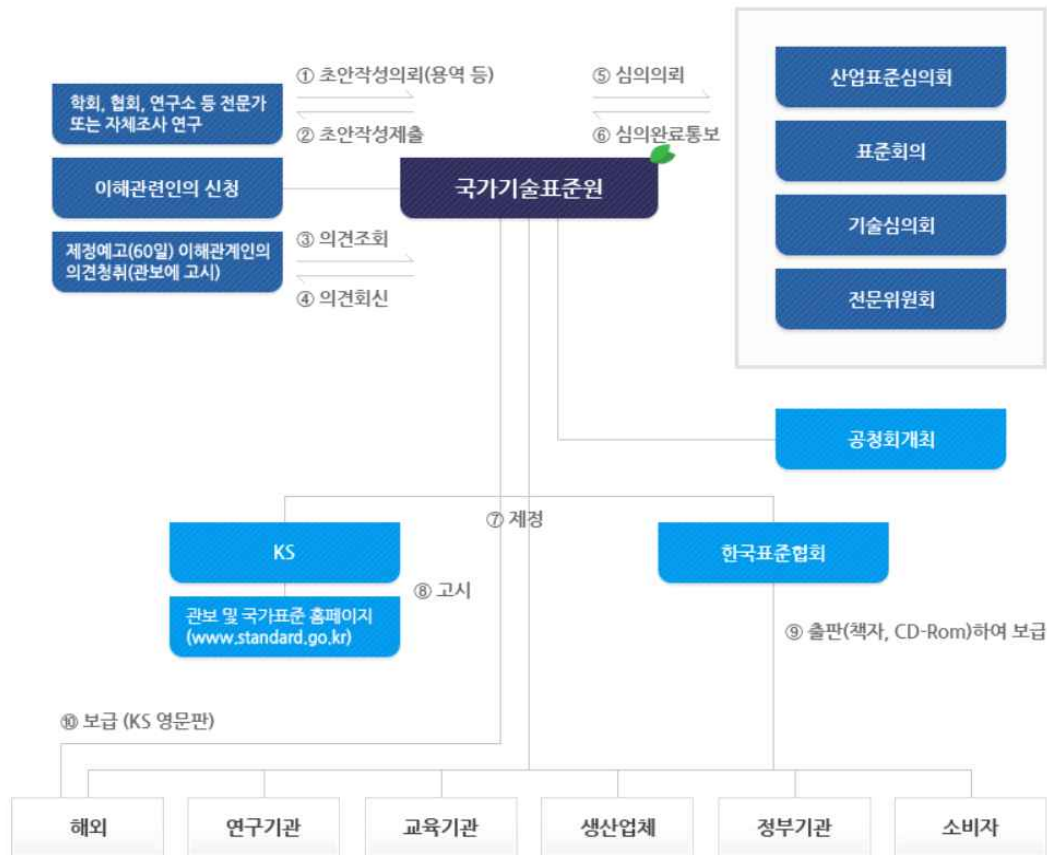 ① 초안작성의뢰(용역 등)
학회, 협회, 연구소 등 전문가
또는 자체조사 연구
② 초안작성제출
⑤ 심의의뢰
⑥ 심의완료통보
산업표준심의회
표준회의
기술심의회
전문위원회
이해관련인의 신청
국가기술표준원
③ 의견조회
제정예고(60일) 이해관계인의
의견청취(관보에 고시)
④ 의견회신
공청회개최
⑦ 제정
KS
한국표준협회
⑧ 고시
관보 및 국가표준 홈페이지
(www.standard.go.kr)
⑨ 출판(책자, CD-Rom)하여 보급
⑩ 보급 (KS 영문판)
해외
연구기관
교육기관
생산업체
정부기관
소비자